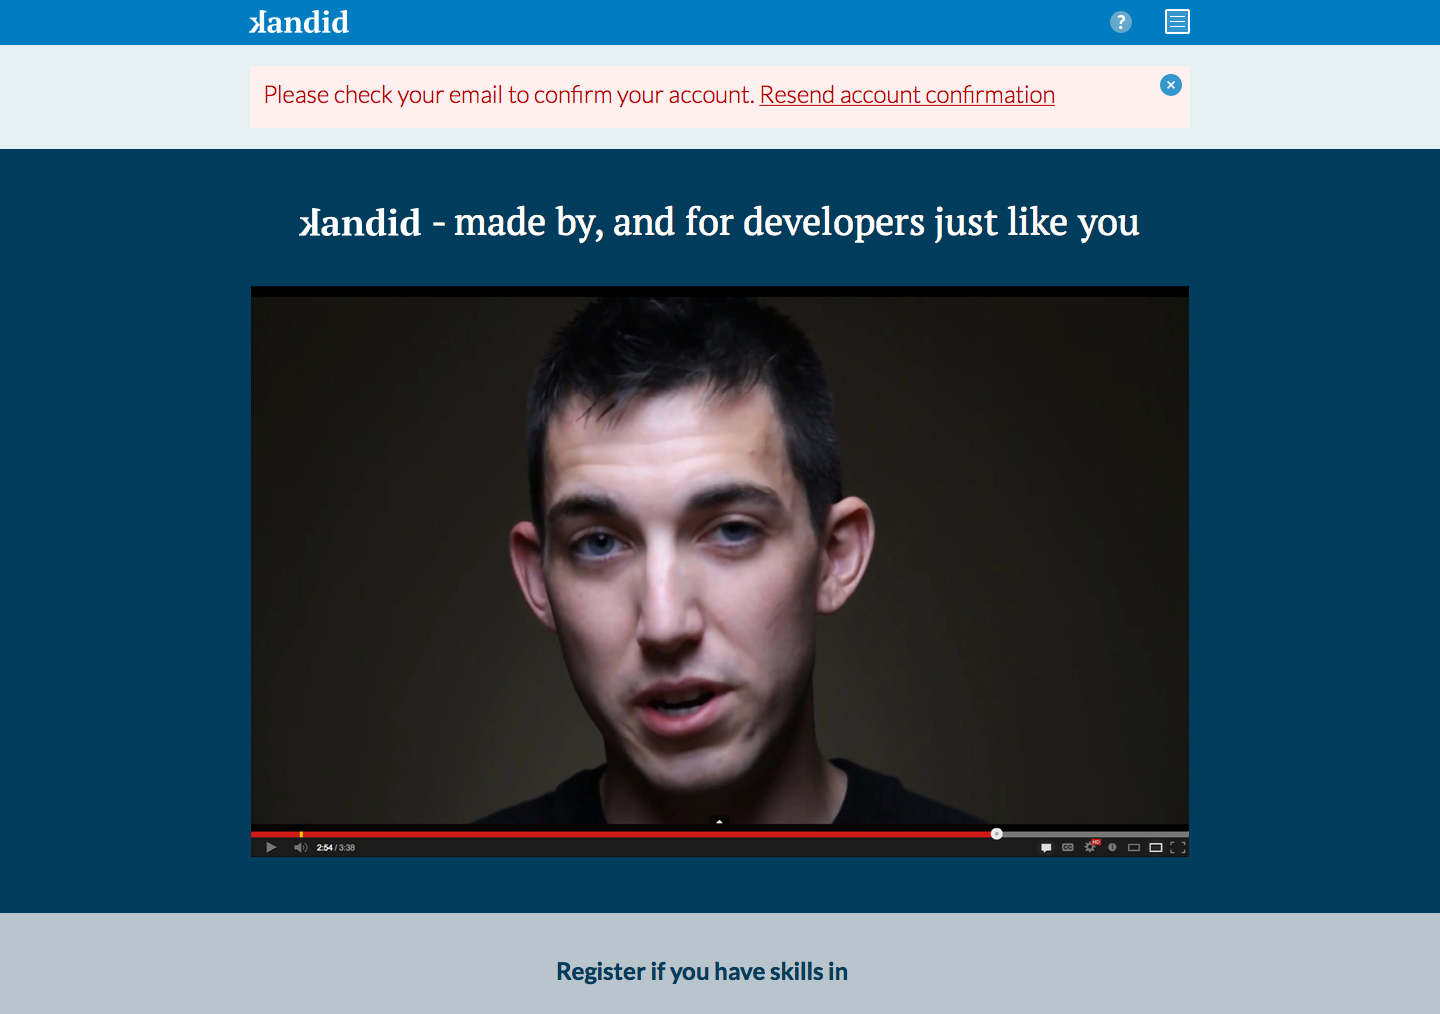 kandid
?
Please check your email to confirm your account. Resend account confirmation
kandid - made by, and for developers just like you
2:54 / 3:38
CC
HD
Register if you have skills in